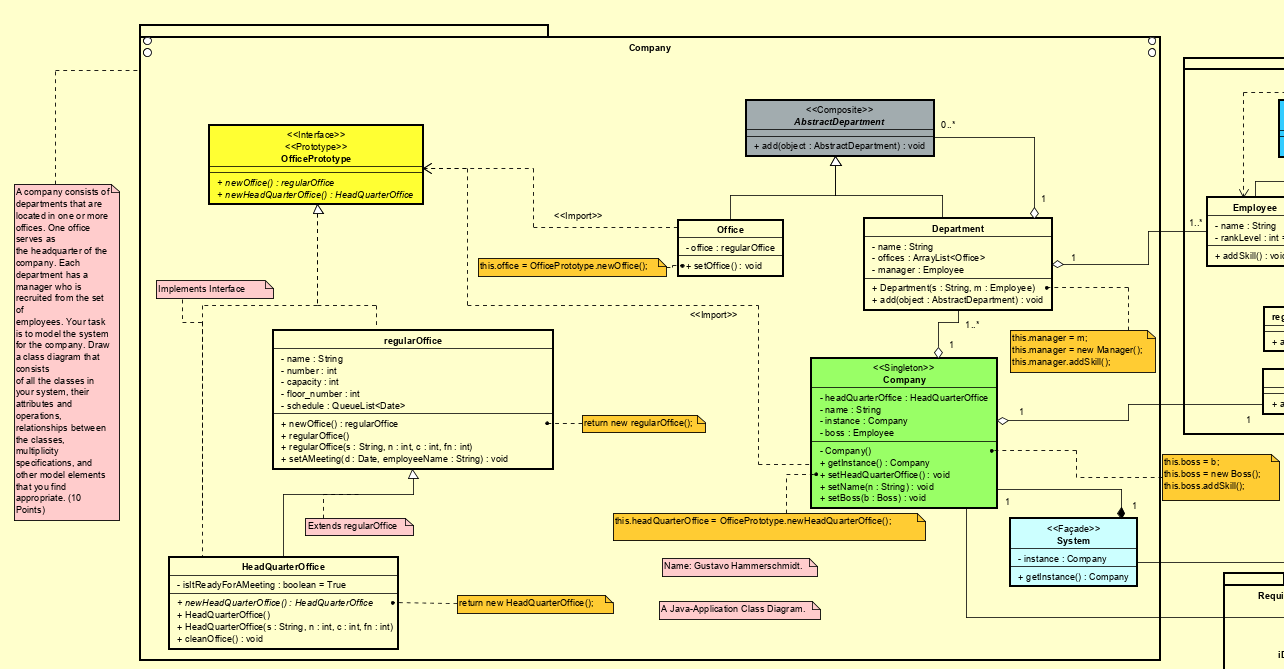 Company
A company consists of
departments that are
located in one or more
offices. One office
serves as
the headquarter of the
company. Each
department has a
manager who is
recruited from the set
of
employees. Your task
is to model the system
for the company. Draw
a class diagram that
consists
of all the classes in
your system, their
attributes and
operations,
relationships between
the classes,
multiplicity
specifications, and
other model elements
that you find
appropriate. (10
Points)
<<Interface>>
<<Prototype>>
OfficePrototype
+ newOffice() : regularOffice
+ newHeadQuarterOffice() : HeadQuarterOffice
<<Composite>>
AbstractDepartment
+ add(object : AbstractDepartment) : void
0..*
1
<<Import>>
Office
- office : regularOffice
+ setOffice() : void
this.office = OfficePrototype.newOffice();
Department
- name : String
- offices : ArrayList<Office>
- manager : Employee
+ Department(s : String, m : Employee)
+ add(object : AbstractDepartment) : void
1
1..*
Employee
- name : String
- rankLevel : int =
+ addSkill() : voi
Implements Interface
<<Import>>
1..*
1
this.manager = m;
this.manager = new Manager();
this.manager.addSkill();
regularOffice
- name : String
- number : int
- capacity : int
- floor_number : int
- schedule : QueueList<Date>
+ newOffice() : regularOffice
+ regularOffice()
+ regularOffice(s : String, n : int, c : int, fn : int)
+ setAMeeting(d : Date, employeeName : String) : void
return new regularOffice();
<<Singleton>>
Company
- headQuarterOffice : HeadQuarterOffice
- name : String
- instance : Company
- boss : Employee
- Company()
+ getInstance() : Company
+ setHeadQuarterOffice() : void
+ setName(n : String) : void
+ setBoss(b : Boss) : void
1
1
reg
+ a
+ a
this.boss = b;
this.boss = new Boss();
this.boss.addSkill();
1
1
Extends regularOffice
this.headQuarterOffice = OfficePrototype.newHeadQuarterOffice();
<<Façade>>
System
- instance : Company
+ getInstance() : Company
HeadQuarterOffice
- isItReadyForAMeeting : boolean = True
+ newHeadQuarterOffice() : HeadQuarterOffice
+ HeadQuarterOffice()
+ HeadQuarterOffice(s : String, n : int, c : int, fn : int)
+ cleanOffice() : void
return new HeadQuarterOffice();
Name: Gustavo Hammerschmidt.
A Java-Application Class Diagram.
Requi
iD